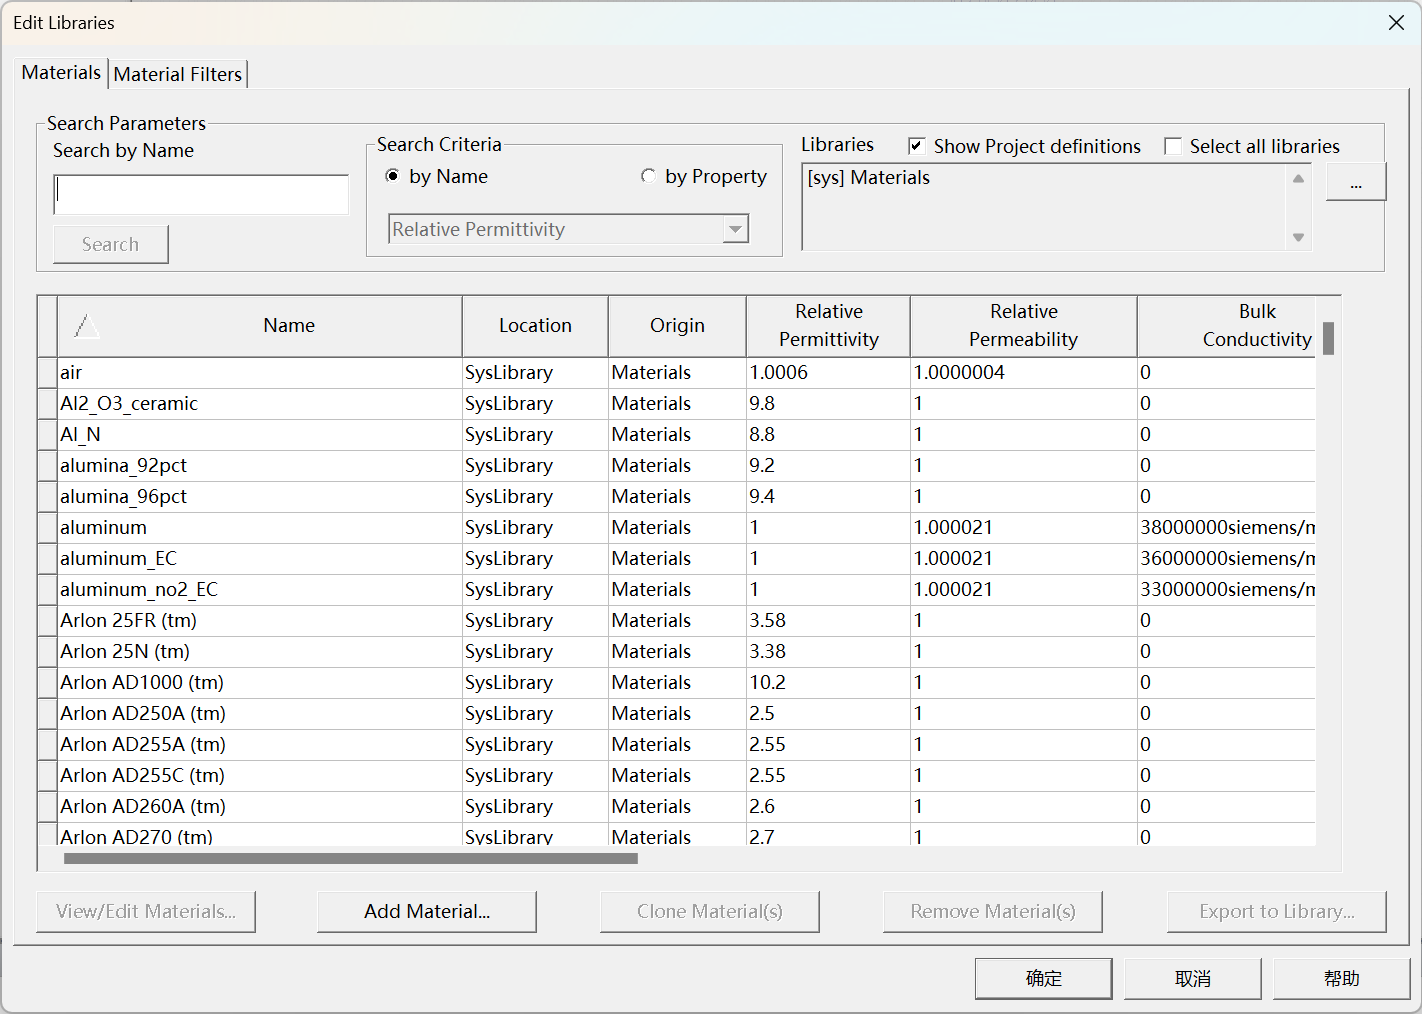 Edit Libraries
Materials
Material Filters
Search Parameters
Search by Name
Search
Search Criteria
by Name
by Property
Relative Permittivity
Libraries
Show Project definitions
Select all libraries
[sys] Materials
...
Name Location Origin Relative Permittivity Relative Permeability Bulk Conductivity
air SysLibrary Materials 1.0006 1.0000004 0
Al2_O3_ceramic SysLibrary Materials 9.8 1 0
Al_N SysLibrary Materials 8.8 1 0
alumina_92pct SysLibrary Materials 9.2 1 0
alumina_96pct SysLibrary Materials 9.4 1 0
aluminum SysLibrary Materials 1 1.000021 38000000siemens/m
aluminum_EC SysLibrary Materials 1 1.000021 36000000siemens/m
aluminum_no2_EC SysLibrary Materials 1 1.000021 33000000siemens/m
Arlon 25FR (tm) SysLibrary Materials 3.58 1 0
Arlon 25N (tm) SysLibrary Materials 3.38 1 0
Arlon AD1000 (tm) SysLibrary Materials 10.2 1 0
Arlon AD250A (tm) SysLibrary Materials 2.5 1 0
Arlon AD255A (tm) SysLibrary Materials 2.55 1 0
Arlon AD255C (tm) SysLibrary Materials 2.55 1 0
Arlon AD260A (tm) SysLibrary Materials 2.6 1 0
Arlon AD270 (tm) SysLibrary Materials 2.7 1 0
View/Edit Materials...
Add Material...
Clone Material(s)
Remove Material(s)
Export to Library...
确定
取消
帮助